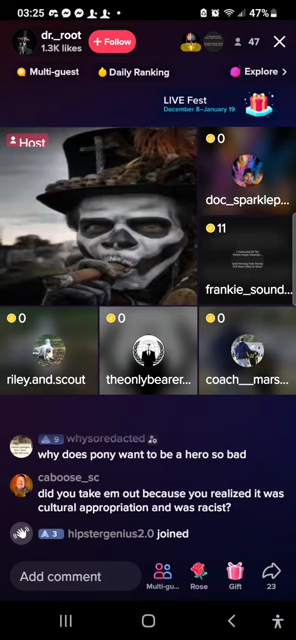 03:25
47%
dr._root
1.3K likes
+ Follow
47
Multi-guest
Daily Ranking
Explore >
LIVE Fest
December 8–January 19
Host
0
doc_sparklep...
11
frankie_sound...
0
riley.and.scout
0
theonlybearer...
0
coach__mars...
9 whysoredacted
why does pony want to be a hero so bad
caboose_sc
did you take em out because you realized it was
cultural appropriation and was racist?
3 hipstergenius2.0 joined
Add comment
Multi-gu...
Rose
Gift
23